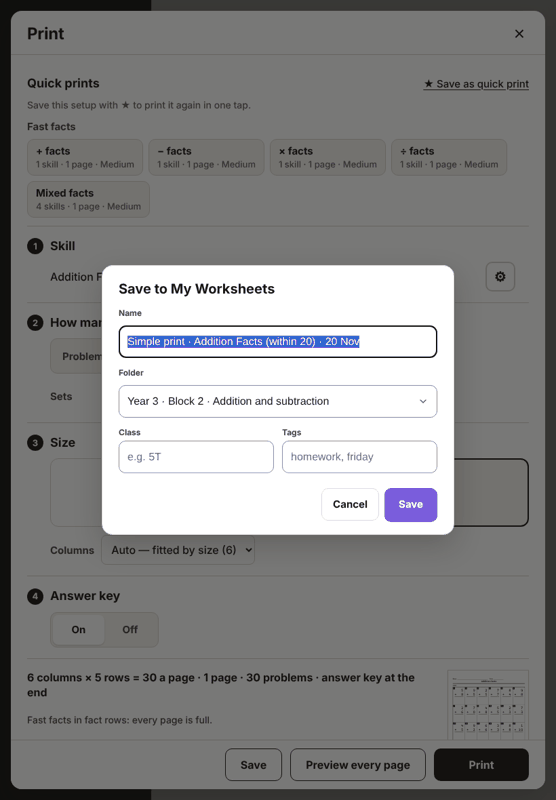 Print
Quick prints
★ Save as quick print
Save this setup with ★ to print it again in one tap.
Fast facts
+ facts
1 skill · 1 page · Medium
− facts
1 skill · 1 page · Medium
× facts
1 skill · 1 page · Medium
÷ facts
1 skill · 1 page · Medium
Mixed facts
4 skills · 1 page · Medium
1 Skill
Addition F
2 How man
Problem
Sets
3 Size
Columns
Auto — fitted by size (6)
4 Answer key
On
Off
6 columns × 5 rows = 30 a page · 1 page · 30 problems · answer key at the
end
Fast facts in fact rows: every page is full.
Save
Preview every page
Print
Save to My Worksheets
Name
Simple print · Addition Facts (within 20) · 20 Nov
Folder
Year 3 · Block 2 · Addition and subtraction
Class
Tags
e.g. 5T
homework, friday
Cancel
Save